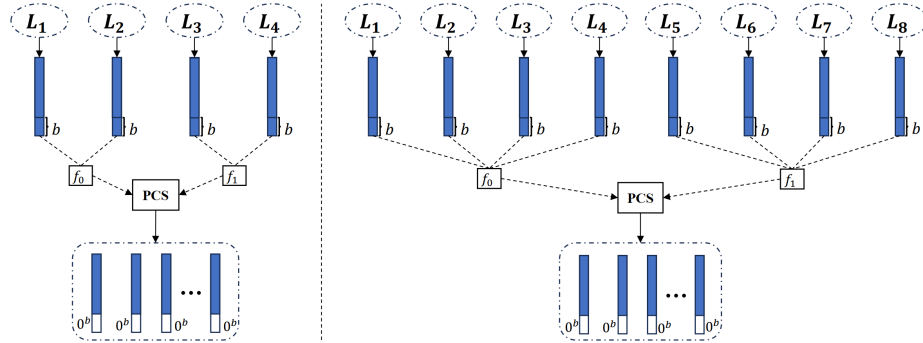 L₁ L₂ L₃ L₄
b b b b
f₀ f₁
PCS
...
0ᵇ 0ᵇ 0ᵇ 0ᵇ
L₁ L₂ L₃ L₄ L₅ L₆ L₇ L₈
b b b b b b b b
f₀ f₁
PCS
...
0ᵇ 0ᵇ 0ᵇ 0ᵇ